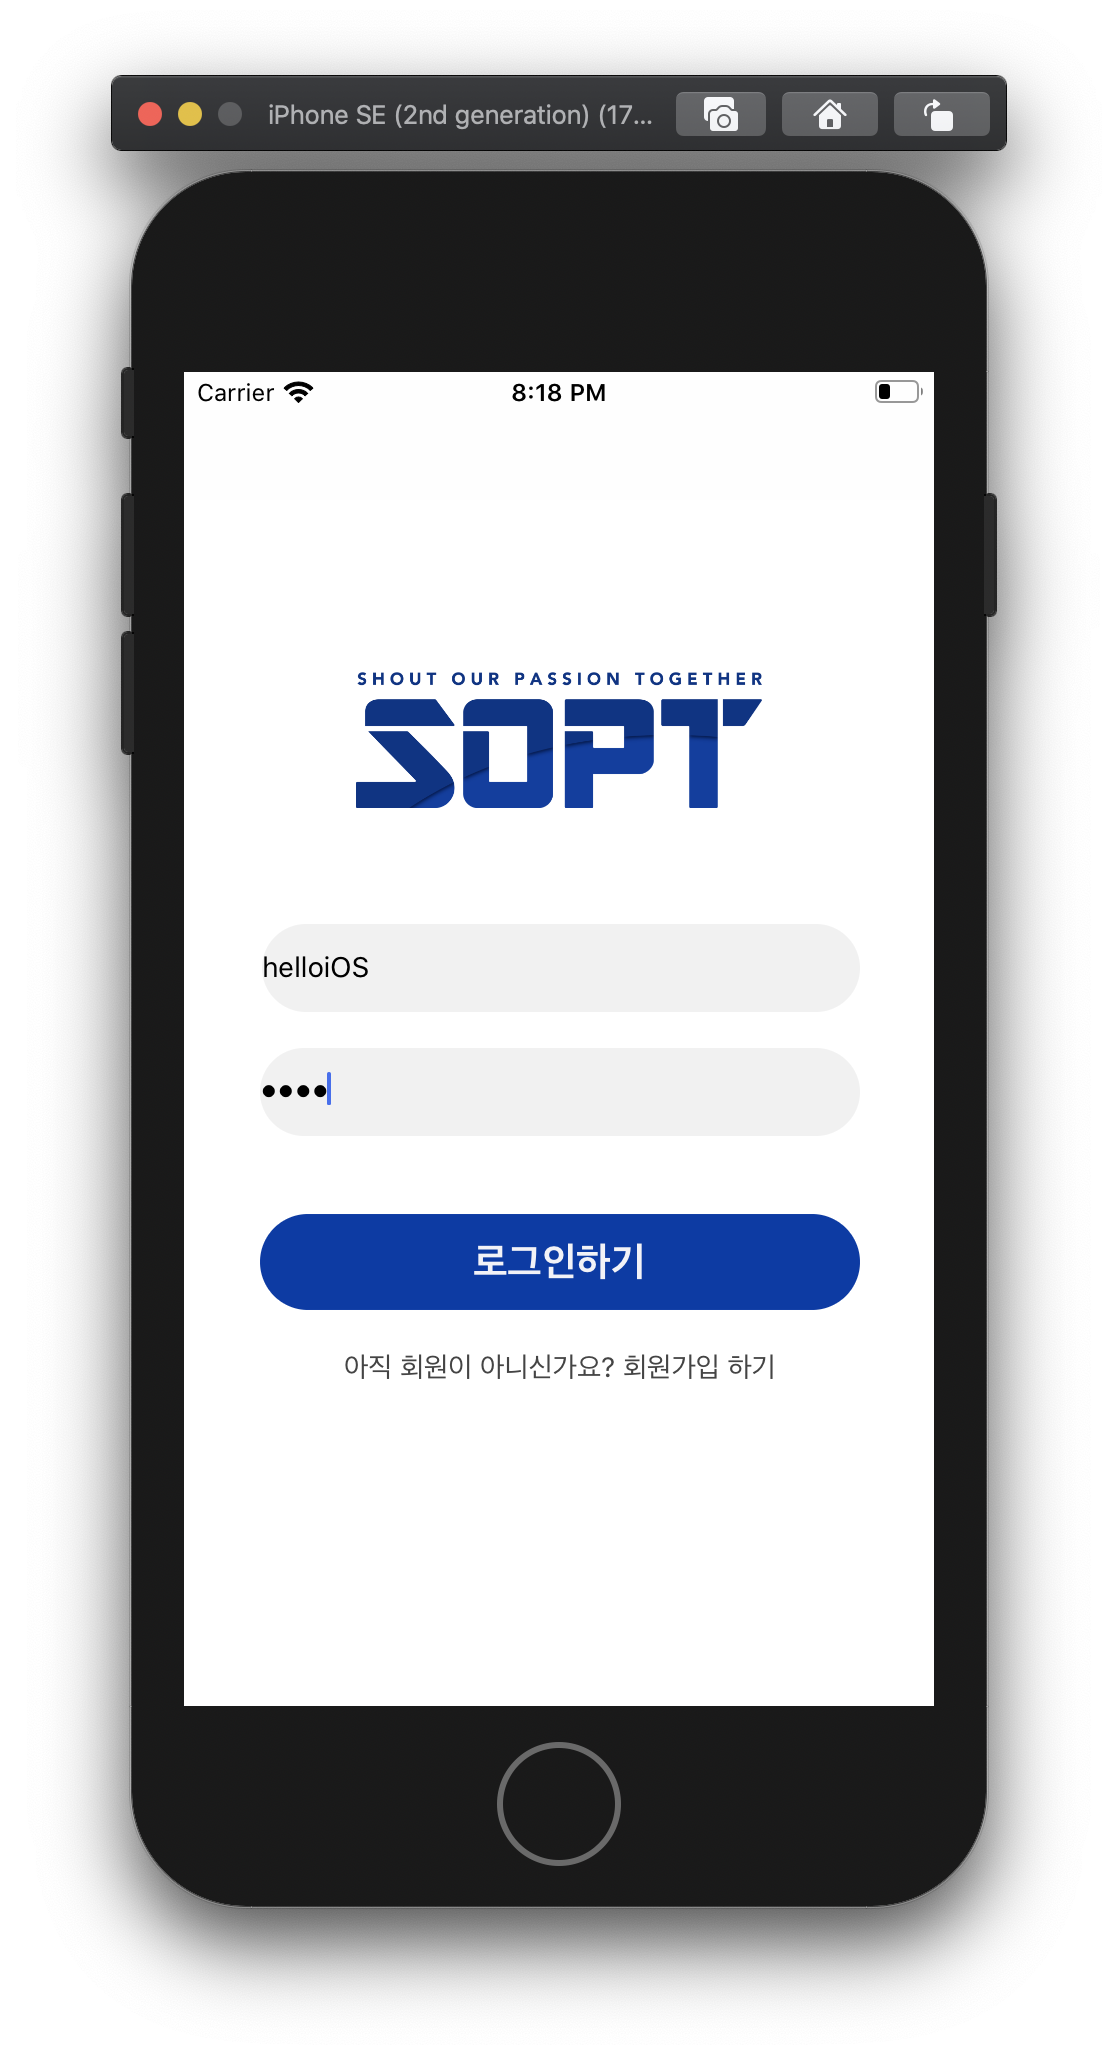 iPhone SE (2nd generation) (17...
Carrier 8:18 PM
SHOUT OUR PASSION TOGETHER
SOPT
helloiOS
••••
로그인하기
아직 회원이 아니신가요? 회원가입 하기